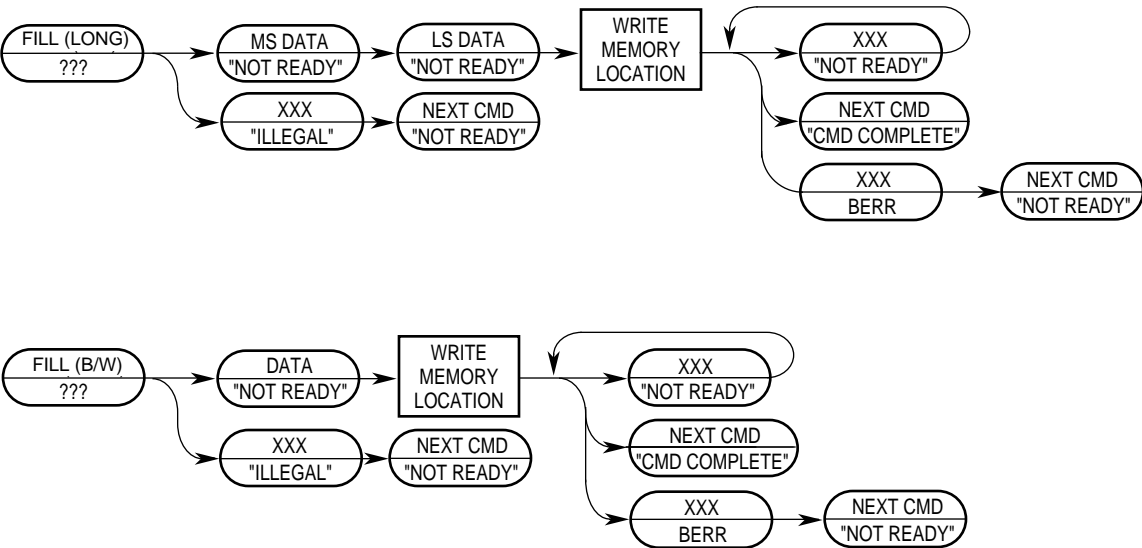 FILL (LONG)
???
MS DATA
"NOT READY"
LS DATA
"NOT READY"
WRITE
MEMORY
LOCATION
XXX
"NOT READY"
XXX
"ILLEGAL"
NEXT CMD
"NOT READY"
NEXT CMD
"CMD COMPLETE"
XXX
BERR
NEXT CMD
"NOT READY"
FILL (B/W)
???
DATA
"NOT READY"
WRITE
MEMORY
LOCATION
XXX
"NOT READY"
XXX
"ILLEGAL"
NEXT CMD
"NOT READY"
NEXT CMD
"CMD COMPLETE"
XXX
BERR
NEXT CMD
"NOT READY"